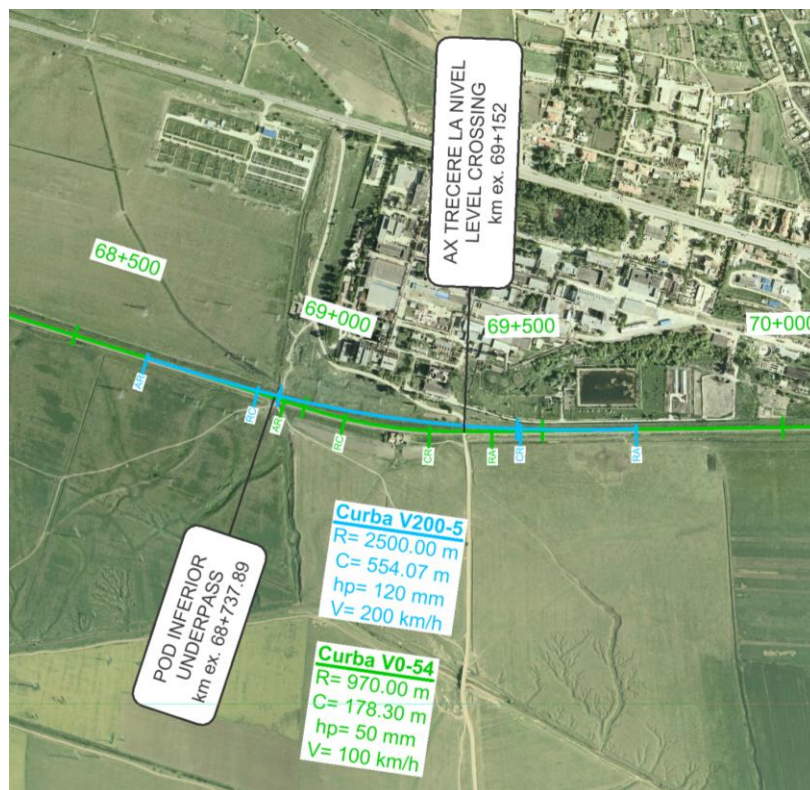 AX TRECERE LA NIVEL
LEVEL CROSSING
km ex. 69+152
68+500
69+000
69+500
70+000
AR
RC
AR
RC
CR
RA
CR
RA
Curba V200-5
R= 2500.00 m
C= 554.07 m
hp= 120 mm
V= 200 km/h
POD INFERIOR
UNDERPASS
km ex. 68+737.89
Curba V0-54
R= 970.00 m
C= 178.30 m
hp= 50 mm
V= 100 km/h